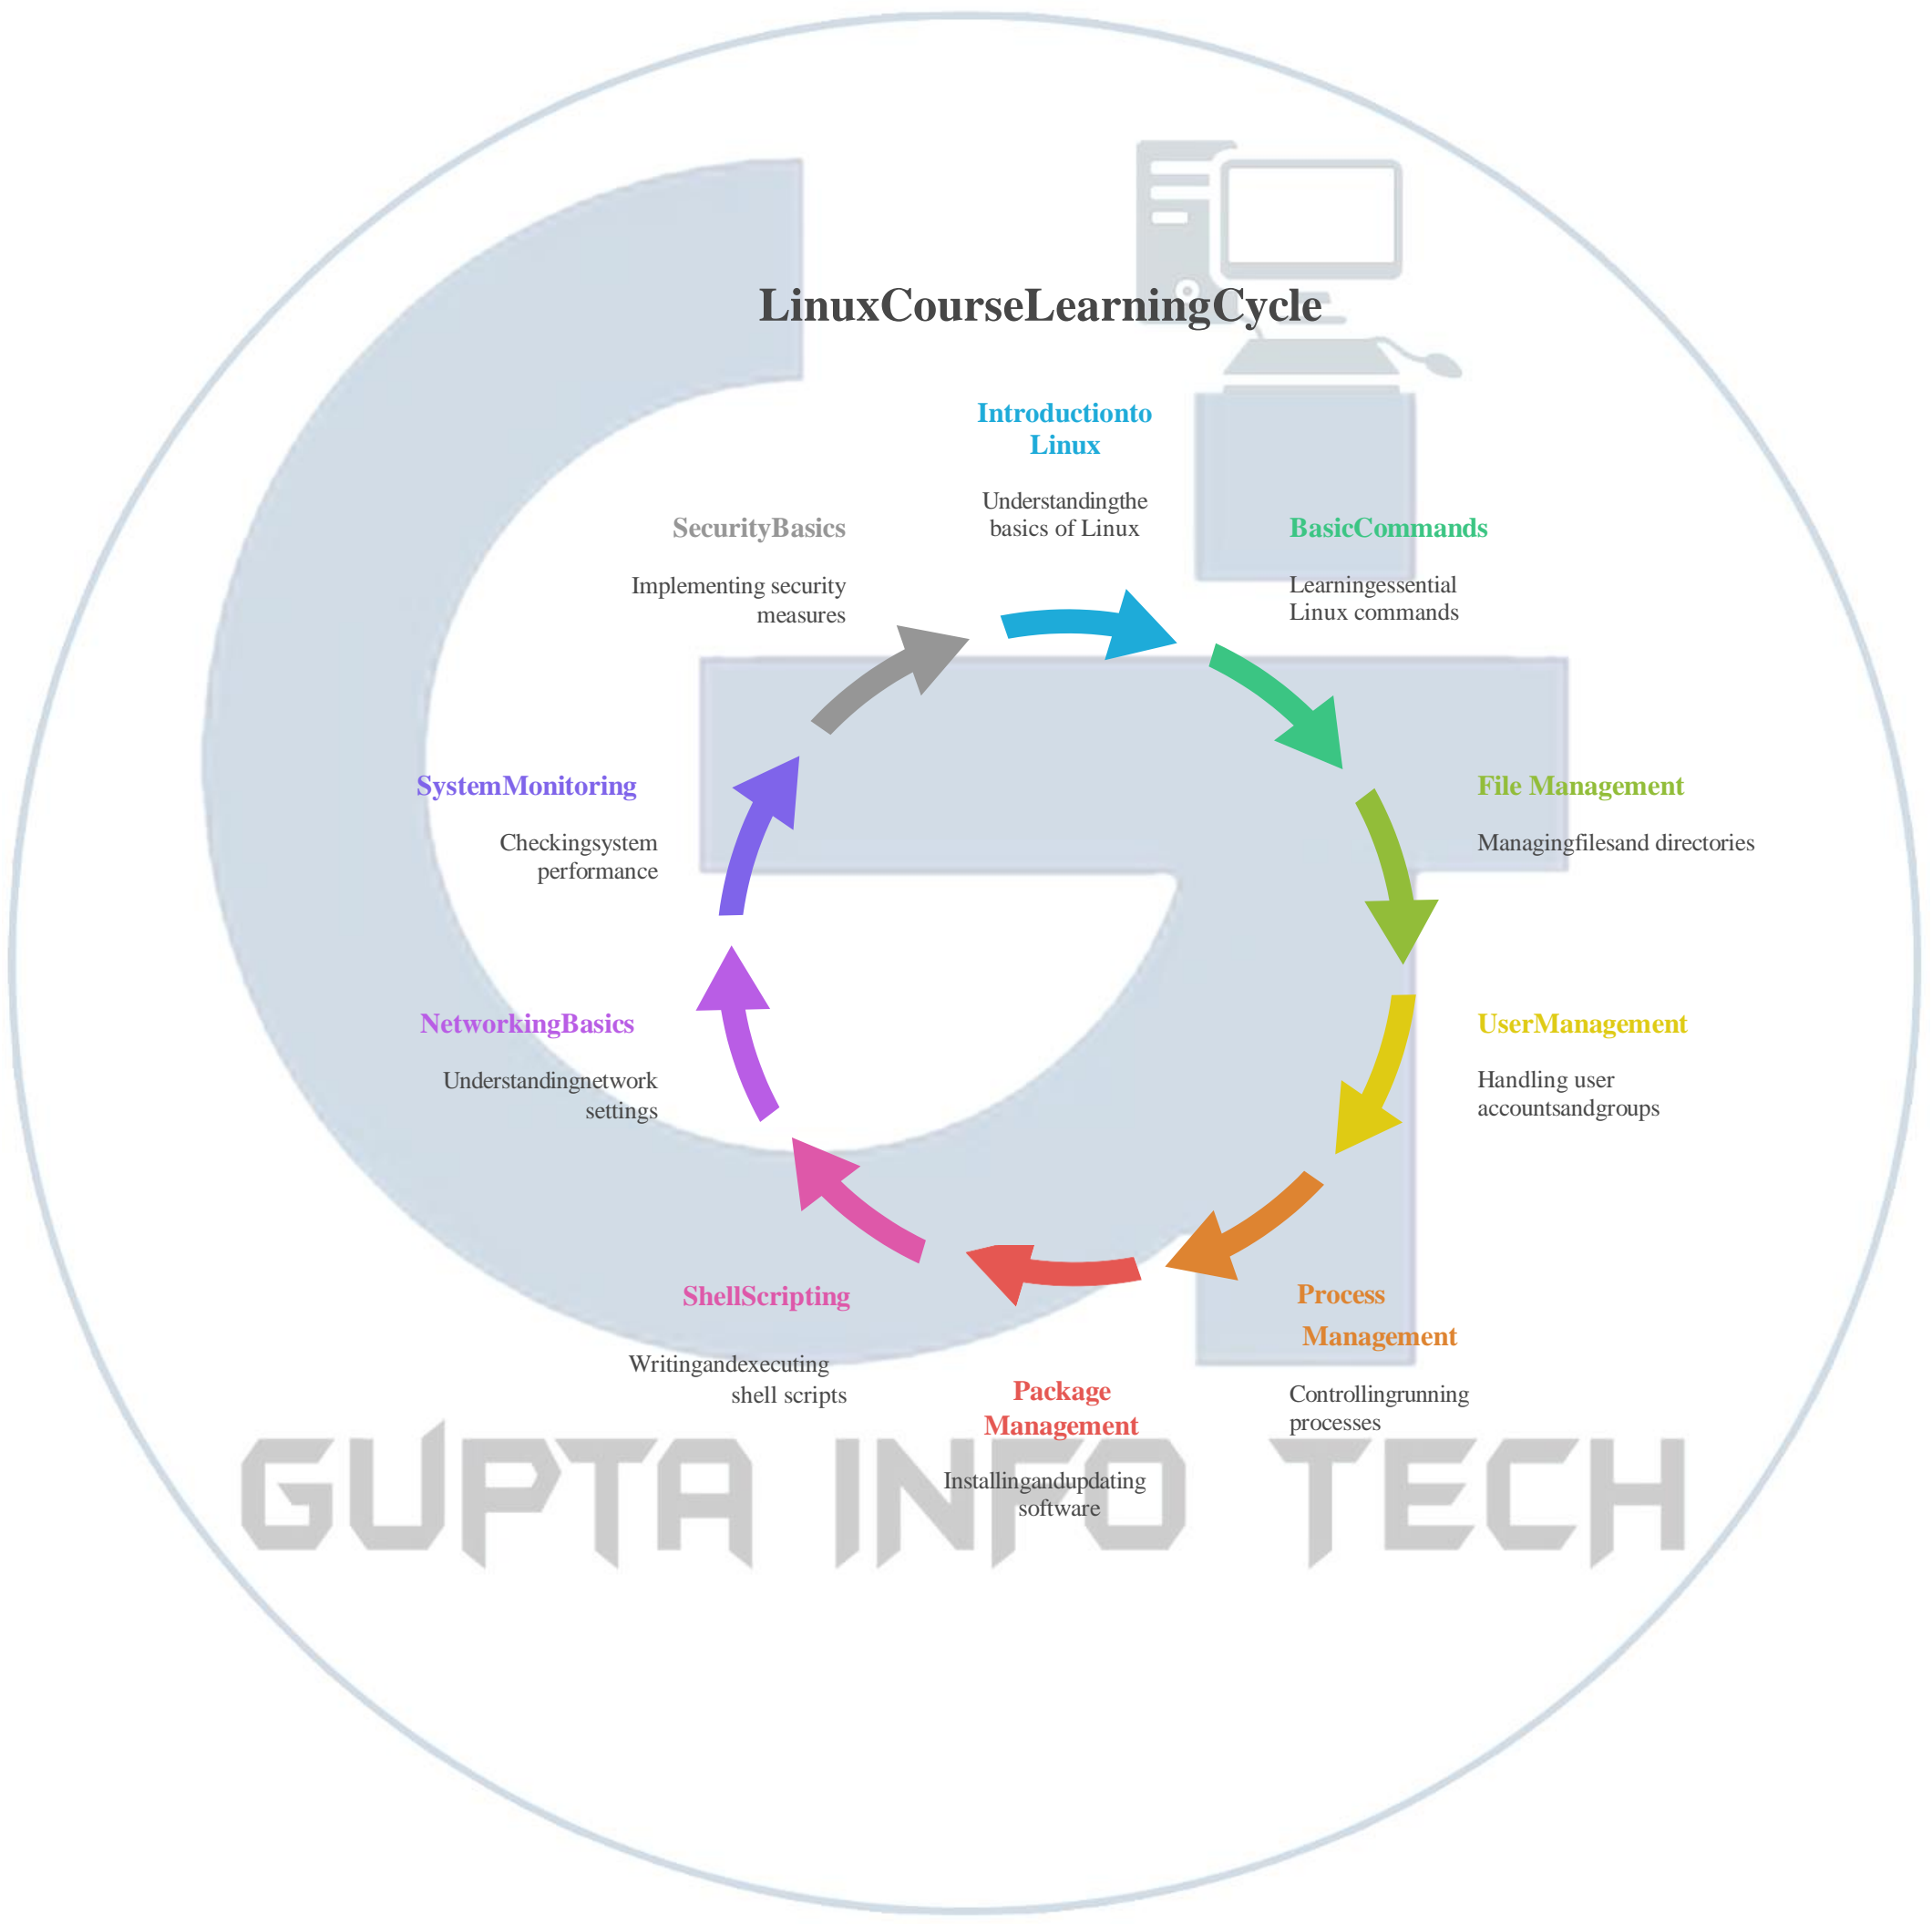 LinuxCourseLearningCycle
Introductionto
Linux
Understandingthe
basics of Linux
BasicCommands
Learningessential
Linux commands
File Management
Managingfilesand directories
UserManagement
Handling user
accountsandgroups
Process
Management
Controllingrunning
processes
Package
Management
Installingandupdating
software
ShellScripting
Writingandexecuting
shell scripts
NetworkingBasics
Understandingnetwork
settings
SystemMonitoring
Checkingsystem
performance
SecurityBasics
Implementing security
measures
GT
GUPTA INFO TECH